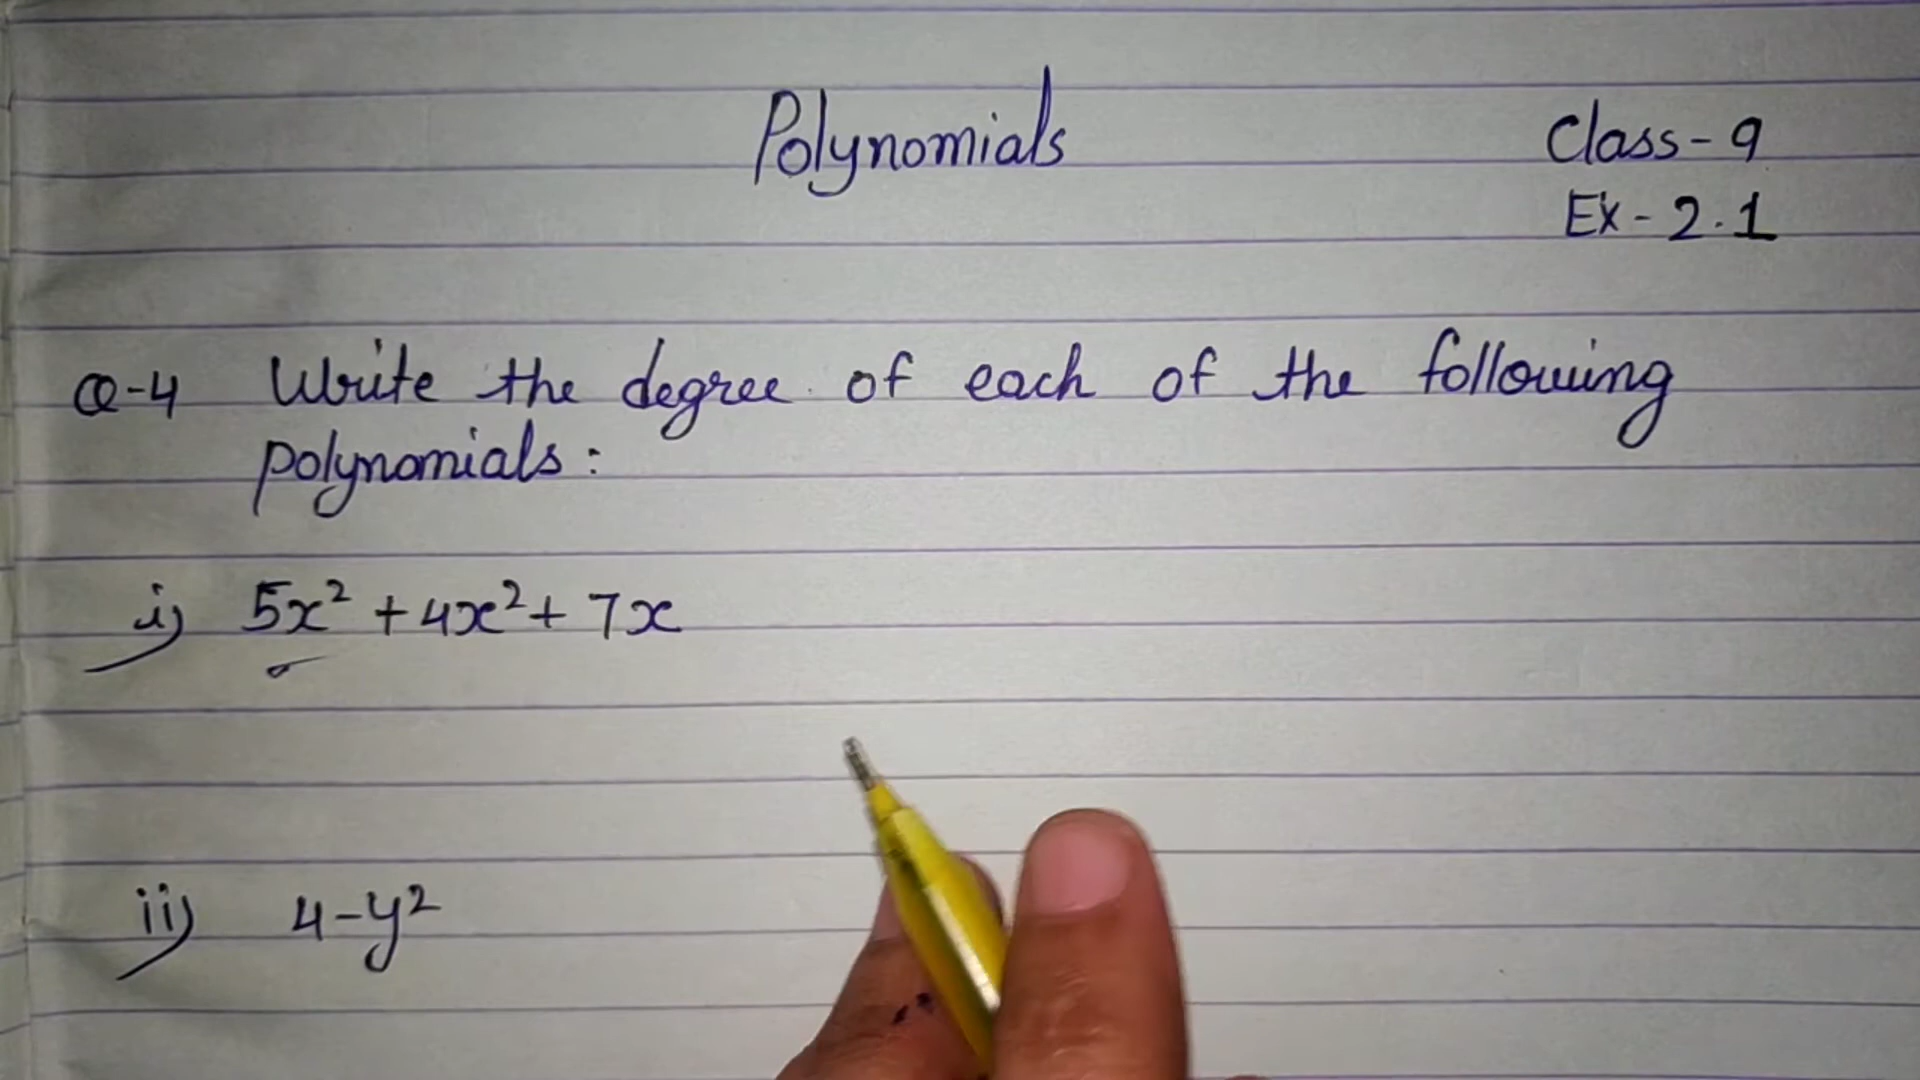 Polynomials
Class-9
Ex-2.1
Q-4 Write the degree of each of the following
polynomials:
i) 5x² + 4x² + 7x
ii) 4-y²